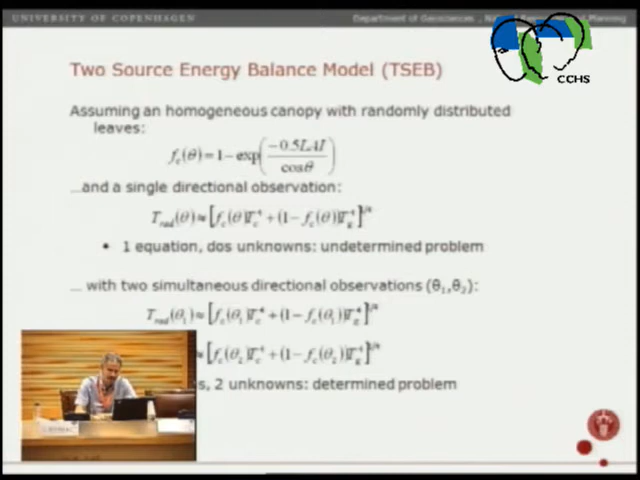 UNIVERSITY OF COPENHAGEN
Department of Geosciences
CCHS
Two Source Energy Balance Model (TSEB)
Assuming an homogeneous canopy with randomly distributed
leaves:
f_c(θ) = 1 − exp(−0.5LAI / cosθ)
...and a single directional observation:
T_rad(θ) ≈ [f_c(θ)T_c^4 + (1 − f_c(θ))T_g^4]^1/4
• 1 equation, dos unknowns: undetermined problem
... with two simultaneous directional observations (θ₁,θ₂):
T_rad(θ₁) ≈ [f_c(θ₁)T_c^4 + (1 − f_c(θ₁))T_g^4]^1/4
≈ [f_c(θ₂)T_c^4 + (1 − f_c(θ₂))T_g^4]^1/4
s, 2 unknowns: determined problem